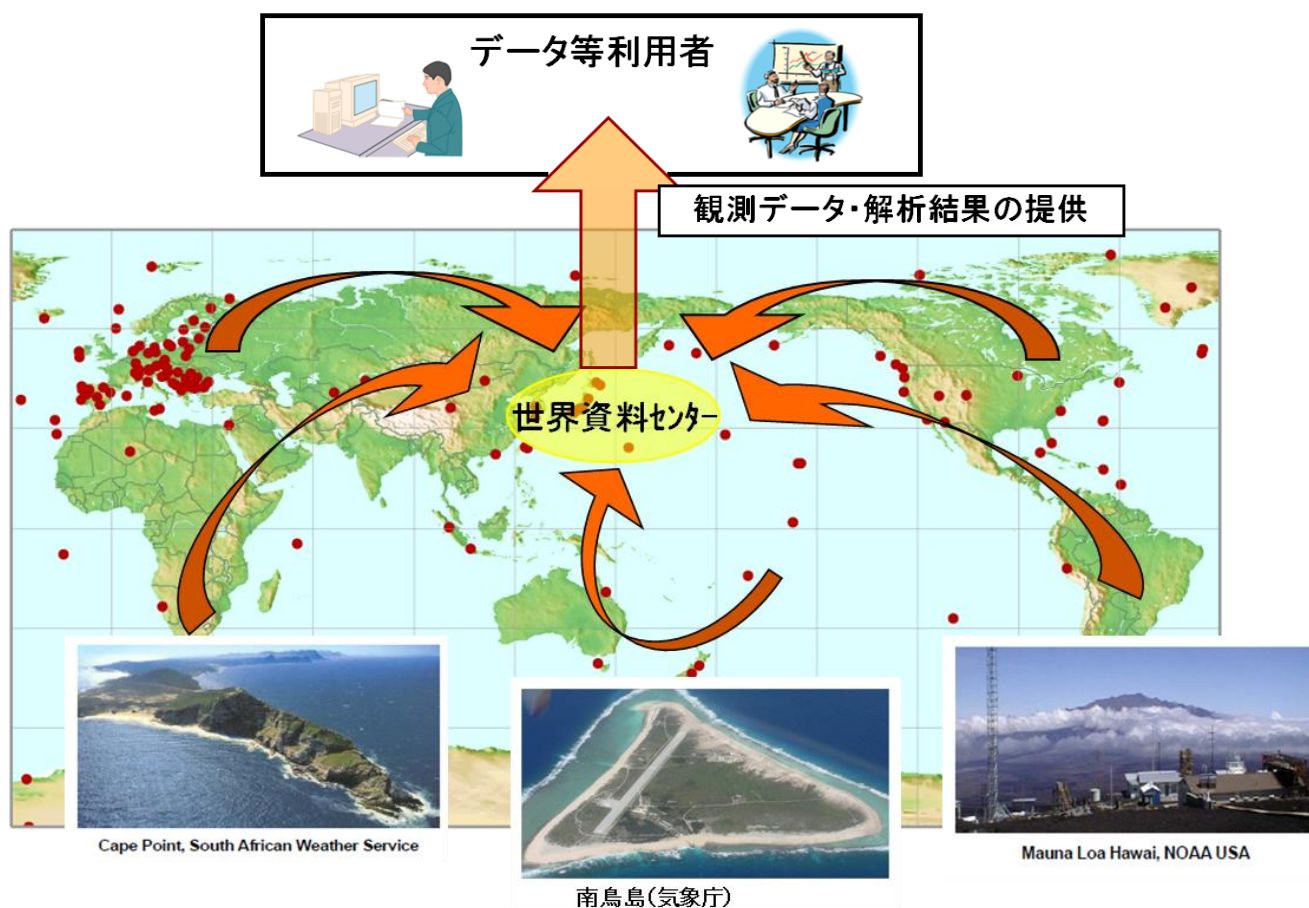 データ等利用者
観測データ・解析結果の提供
世界資料センター
Cape Point, South African Weather Service
南鳥島(気象庁)
Mauna Loa Hawai, NOAA USA